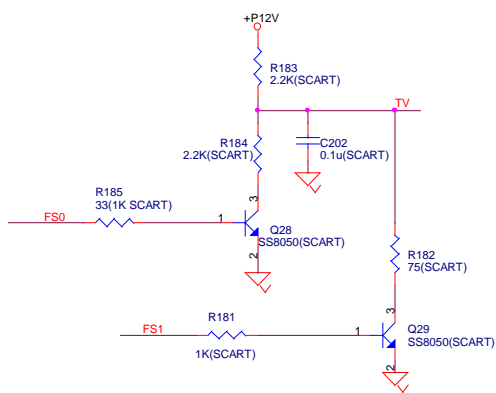 +P12V
R183
2.2K(SCART)
TV
R184
2.2K(SCART)
C202
0.1u(SCART)
R185
33(1K SCART)
3
FS0
1
Q28
SS8050(SCART)
2
R182
75(SCART)
3
FS1
R181
1K(SCART)
1
Q29
SS8050(SCART)
2